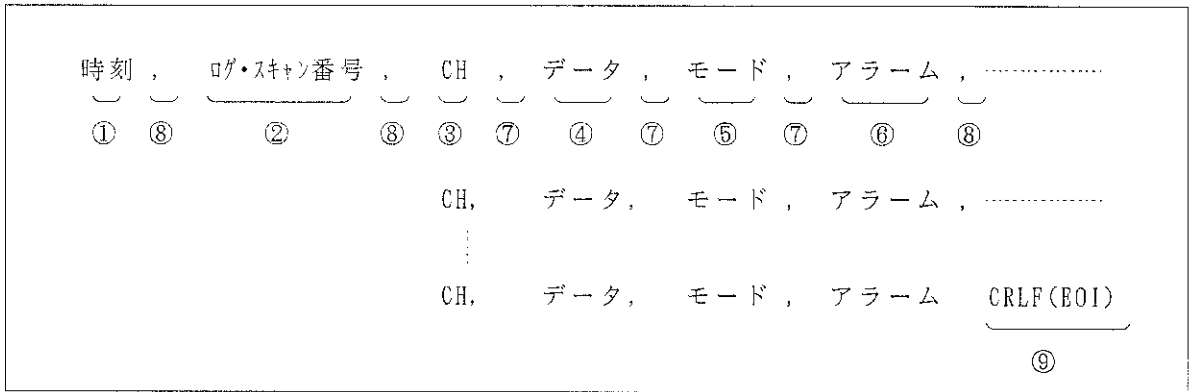 時刻 , ログ・スキャン番号 , CH , データ , モード , アラーム , ……………
① ⑧ ② ⑧ ③ ⑦ ④ ⑦ ⑤ ⑦ ⑥ ⑧
CH, データ, モード , アラーム , ……………
CH, データ, モード, アラーム CRLF(EOI)
⑨